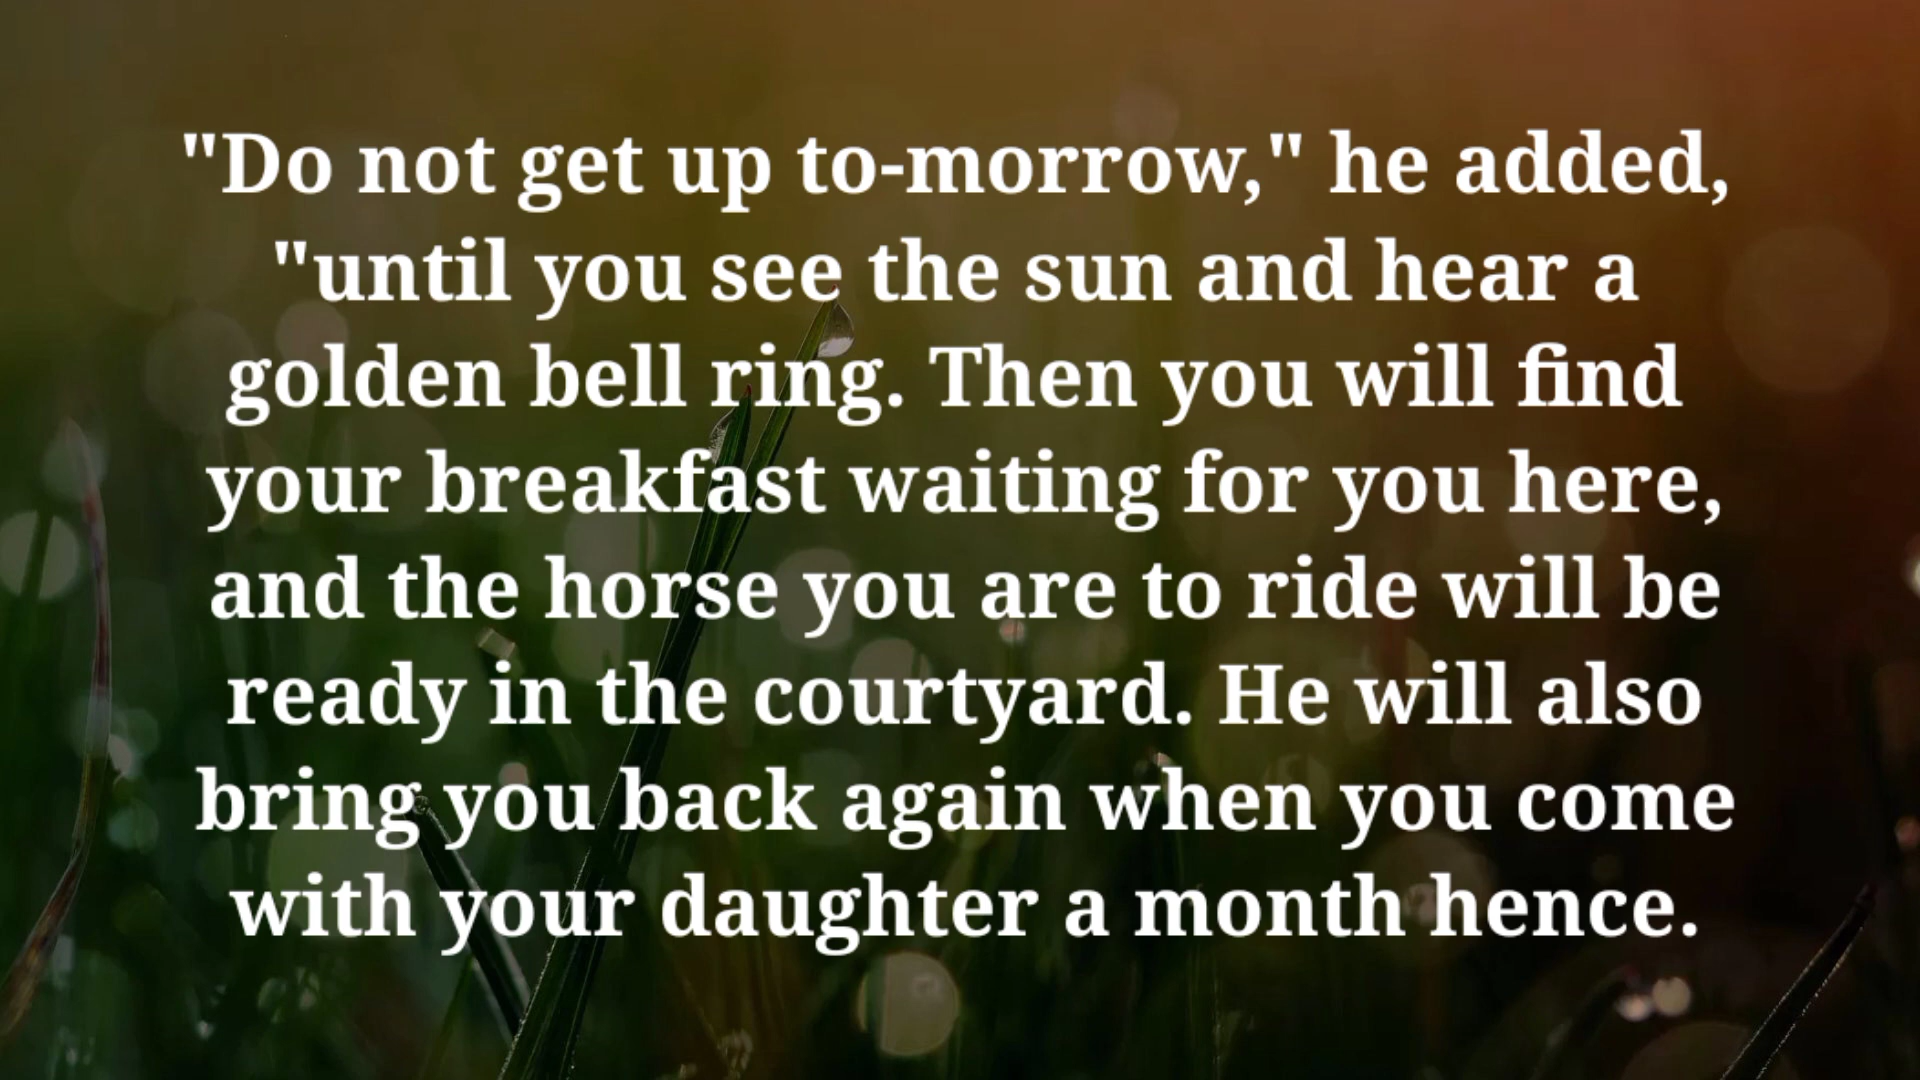 "Do not get up to-morrow," he added,
"until you see the sun and hear a
golden bell ring. Then you will find
your breakfast waiting for you here,
and the horse you are to ride will be
ready in the courtyard. He will also
bring you back again when you come
with your daughter a month hence.